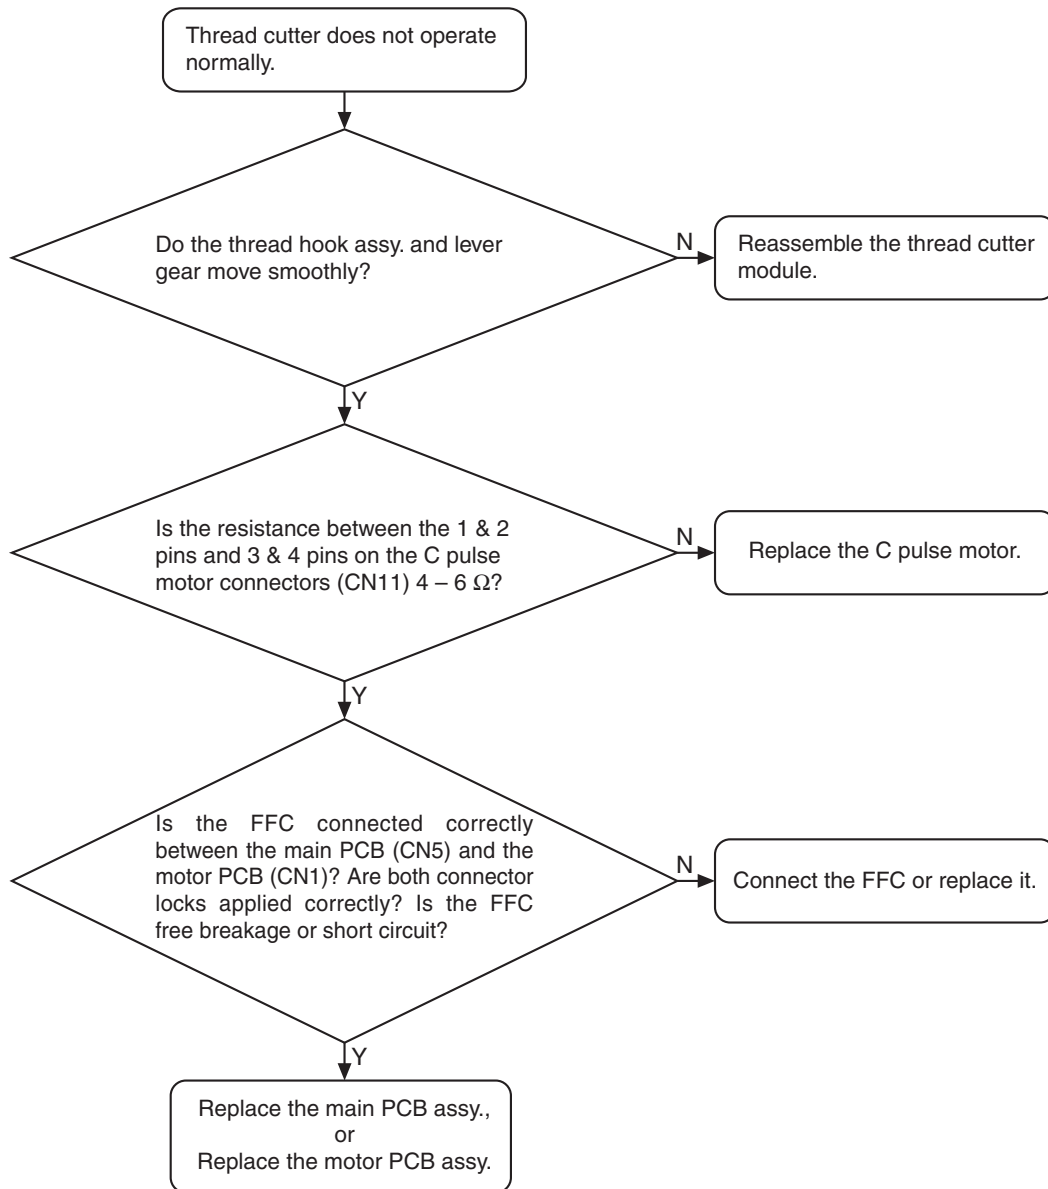 Thread cutter does not operate
normally.
Do the thread hook assy. and lever
gear move smoothly?
N
Reassemble the thread cutter
module.
Y
Is the resistance between the 1 & 2
pins and 3 & 4 pins on the C pulse
motor connectors (CN11) 4 – 6 Ω?
N
Replace the C pulse motor.
Y
Is the FFC connected correctly
between the main PCB (CN5) and the
motor PCB (CN1)? Are both connector
locks applied correctly? Is the FFC
free breakage or short circuit?
N
Connect the FFC or replace it.
Y
Replace the main PCB assy.,
or
Replace the motor PCB assy.